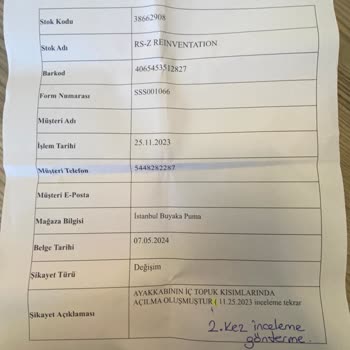 Stok Kodu 38662908
Stok Adı RS-Z REINVENTATION
Barkod 4065453512827
Form Numarası SSS001066
Müşteri Adı
İşlem Tarihi 25.11.2023
Müşteri Telefon 5448282287
Müşteri E-Posta
Mağaza Bilgisi İstanbul Buyaka Puma
Belge Tarihi 07.05.2024
Şikayet Türü Değişim
Şikayet Açıklaması AYAKKABININ İÇ TOPUK KISIMLARINDA
AÇILMA OLUŞMUŞTUR ( 11.25.2023 inceleme tekrar
2. kez inceleme
gönderme.